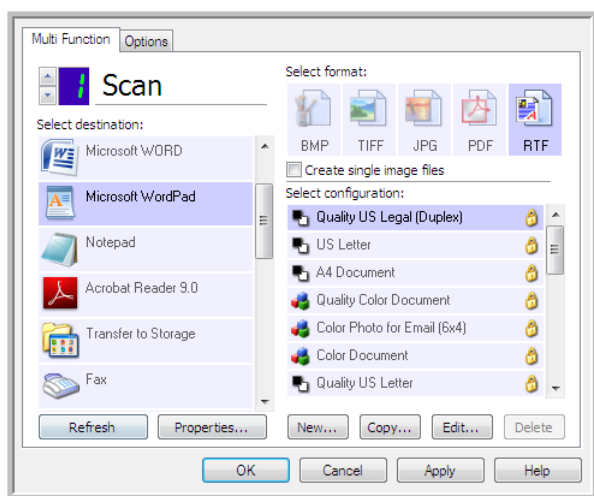 Multi Function
Options
1 Scan
Select destination:
Microsoft WORD
Microsoft WordPad
Notepad
Acrobat Reader 9.0
Transfer to Storage
Fax
Refresh
Properties...
Select format:
BMP TIFF JPG PDF RTF
Create single image files
Select configuration:
Quality US Legal (Duplex)
US Letter
A4 Document
Quality Color Document
Color Photo for Email (6x4)
Color Document
Quality US Letter
New... Copy... Edit... Delete
OK Cancel Apply Help